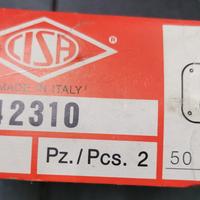 CISA ®
MADE IN ITALY
42310
Pz./Pcs. 2
50